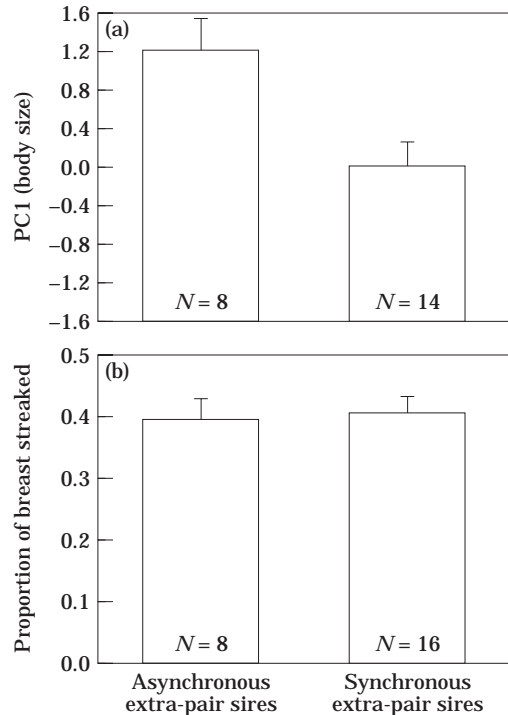 (a)
PC1 (body size)
1.6
1.2
0.8
0.4
0.0
–0.4
–0.8
–1.2
–1.6
N = 8
N = 14
(b)
Proportion of breast streaked
0.5
0.4
0.3
0.2
0.1
0.0
N = 8
N = 16
Asynchronous
extra-pair sires
Synchronous
extra-pair sires